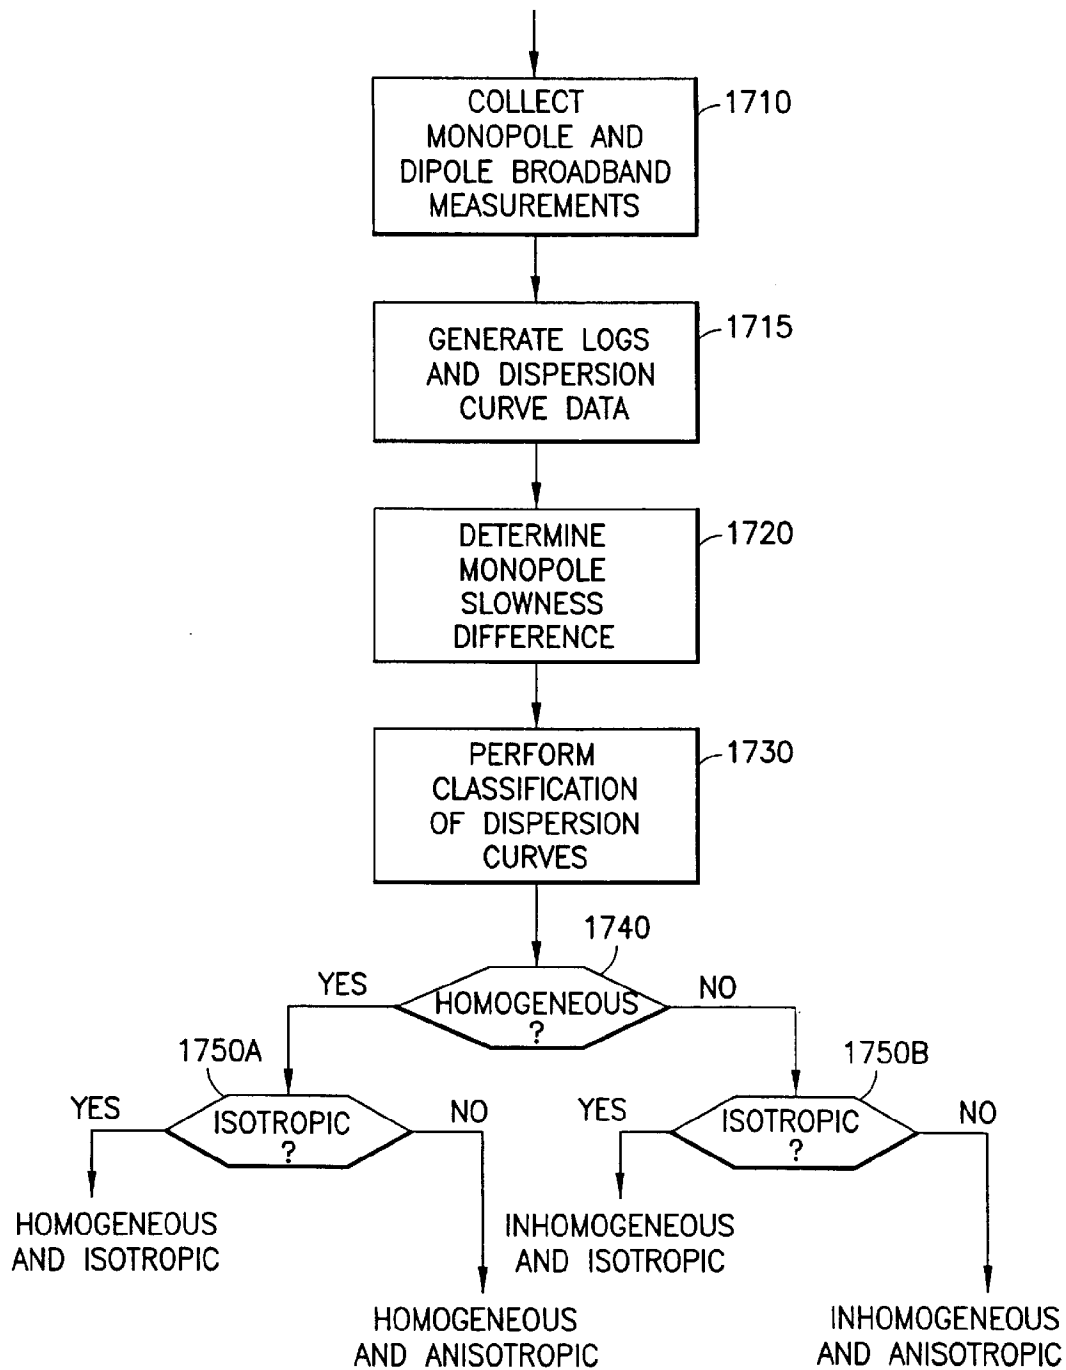 COLLECT
MONOPOLE AND
DIPOLE BROADBAND
MEASUREMENTS
1710
GENERATE LOGS
AND DISPERSION
CURVE DATA
1715
DETERMINE
MONOPOLE
SLOWNESS
DIFFERENCE
1720
PERFORM
CLASSIFICATION
OF DISPERSION
CURVES
1730
1740
YES
HOMOGENEOUS
?
NO
1750A
YES
ISOTROPIC
?
NO
1750B
YES
ISOTROPIC
?
NO
HOMOGENEOUS
AND ISOTROPIC
INHOMOGENEOUS
AND ISOTROPIC
HOMOGENEOUS
AND ANISOTROPIC
INHOMOGENEOUS
AND ANISOTROPIC